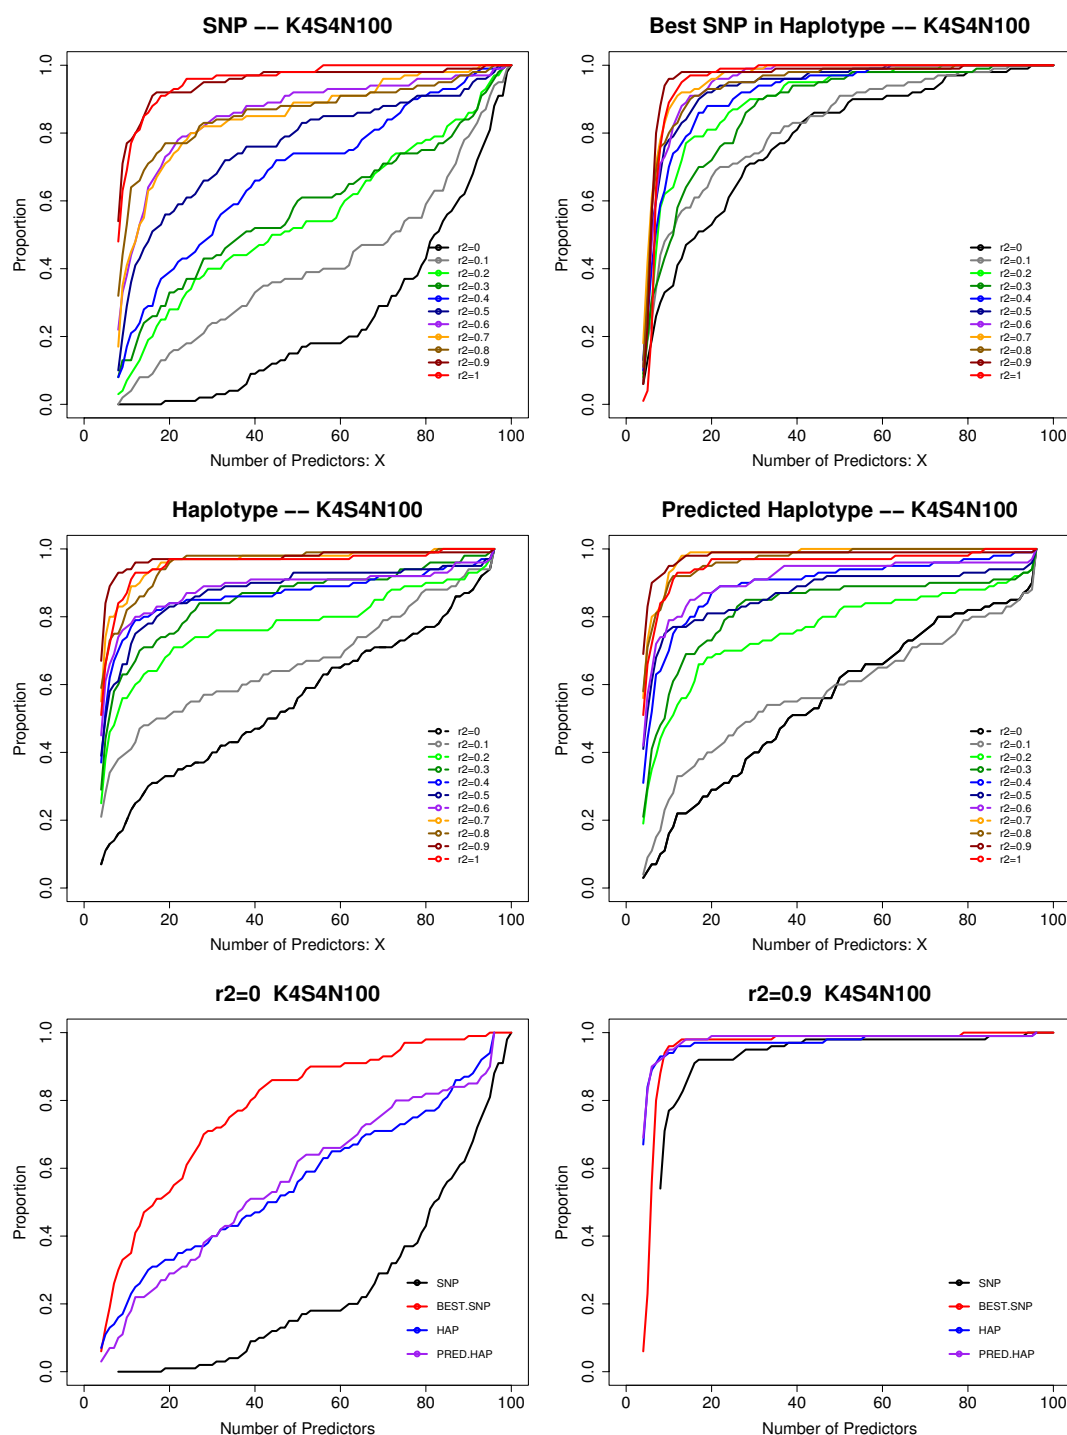 SNP −− K4S4N100
Proportion
0.0 0.2 0.4 0.6 0.8 1.0
r2=0
r2=0.1
r2=0.2
r2=0.3
r2=0.4
r2=0.5
r2=0.6
r2=0.7
r2=0.8
r2=0.9
r2=1
0 20 40 60 80 100
Number of Predictors: X
Best SNP in Haplotype −− K4S4N100
Proportion
0.0 0.2 0.4 0.6 0.8 1.0
r2=0
r2=0.1
r2=0.2
r2=0.3
r2=0.4
r2=0.5
r2=0.6
r2=0.7
r2=0.8
r2=0.9
r2=1
0 20 40 60 80 100
Number of Predictors: X
Haplotype −− K4S4N100
Proportion
0.0 0.2 0.4 0.6 0.8 1.0
r2=0
r2=0.1
r2=0.2
r2=0.3
r2=0.4
r2=0.5
r2=0.6
r2=0.7
r2=0.8
r2=0.9
r2=1
0 20 40 60 80 100
Number of Predictors: X
Predicted Haplotype −− K4S4N100
Proportion
0.0 0.2 0.4 0.6 0.8 1.0
r2=0
r2=0.1
r2=0.2
r2=0.3
r2=0.4
r2=0.5
r2=0.6
r2=0.7
r2=0.8
r2=0.9
r2=1
0 20 40 60 80 100
Number of Predictors: X
r2=0 K4S4N100
Proportion
0.0 0.2 0.4 0.6 0.8 1.0
SNP
BEST.SNP
HAP
PRED.HAP
0 20 40 60 80 100
Number of Predictors
r2=0.9 K4S4N100
Proportion
0.0 0.2 0.4 0.6 0.8 1.0
SNP
BEST.SNP
HAP
PRED.HAP
0 20 40 60 80 100
Number of Predictors